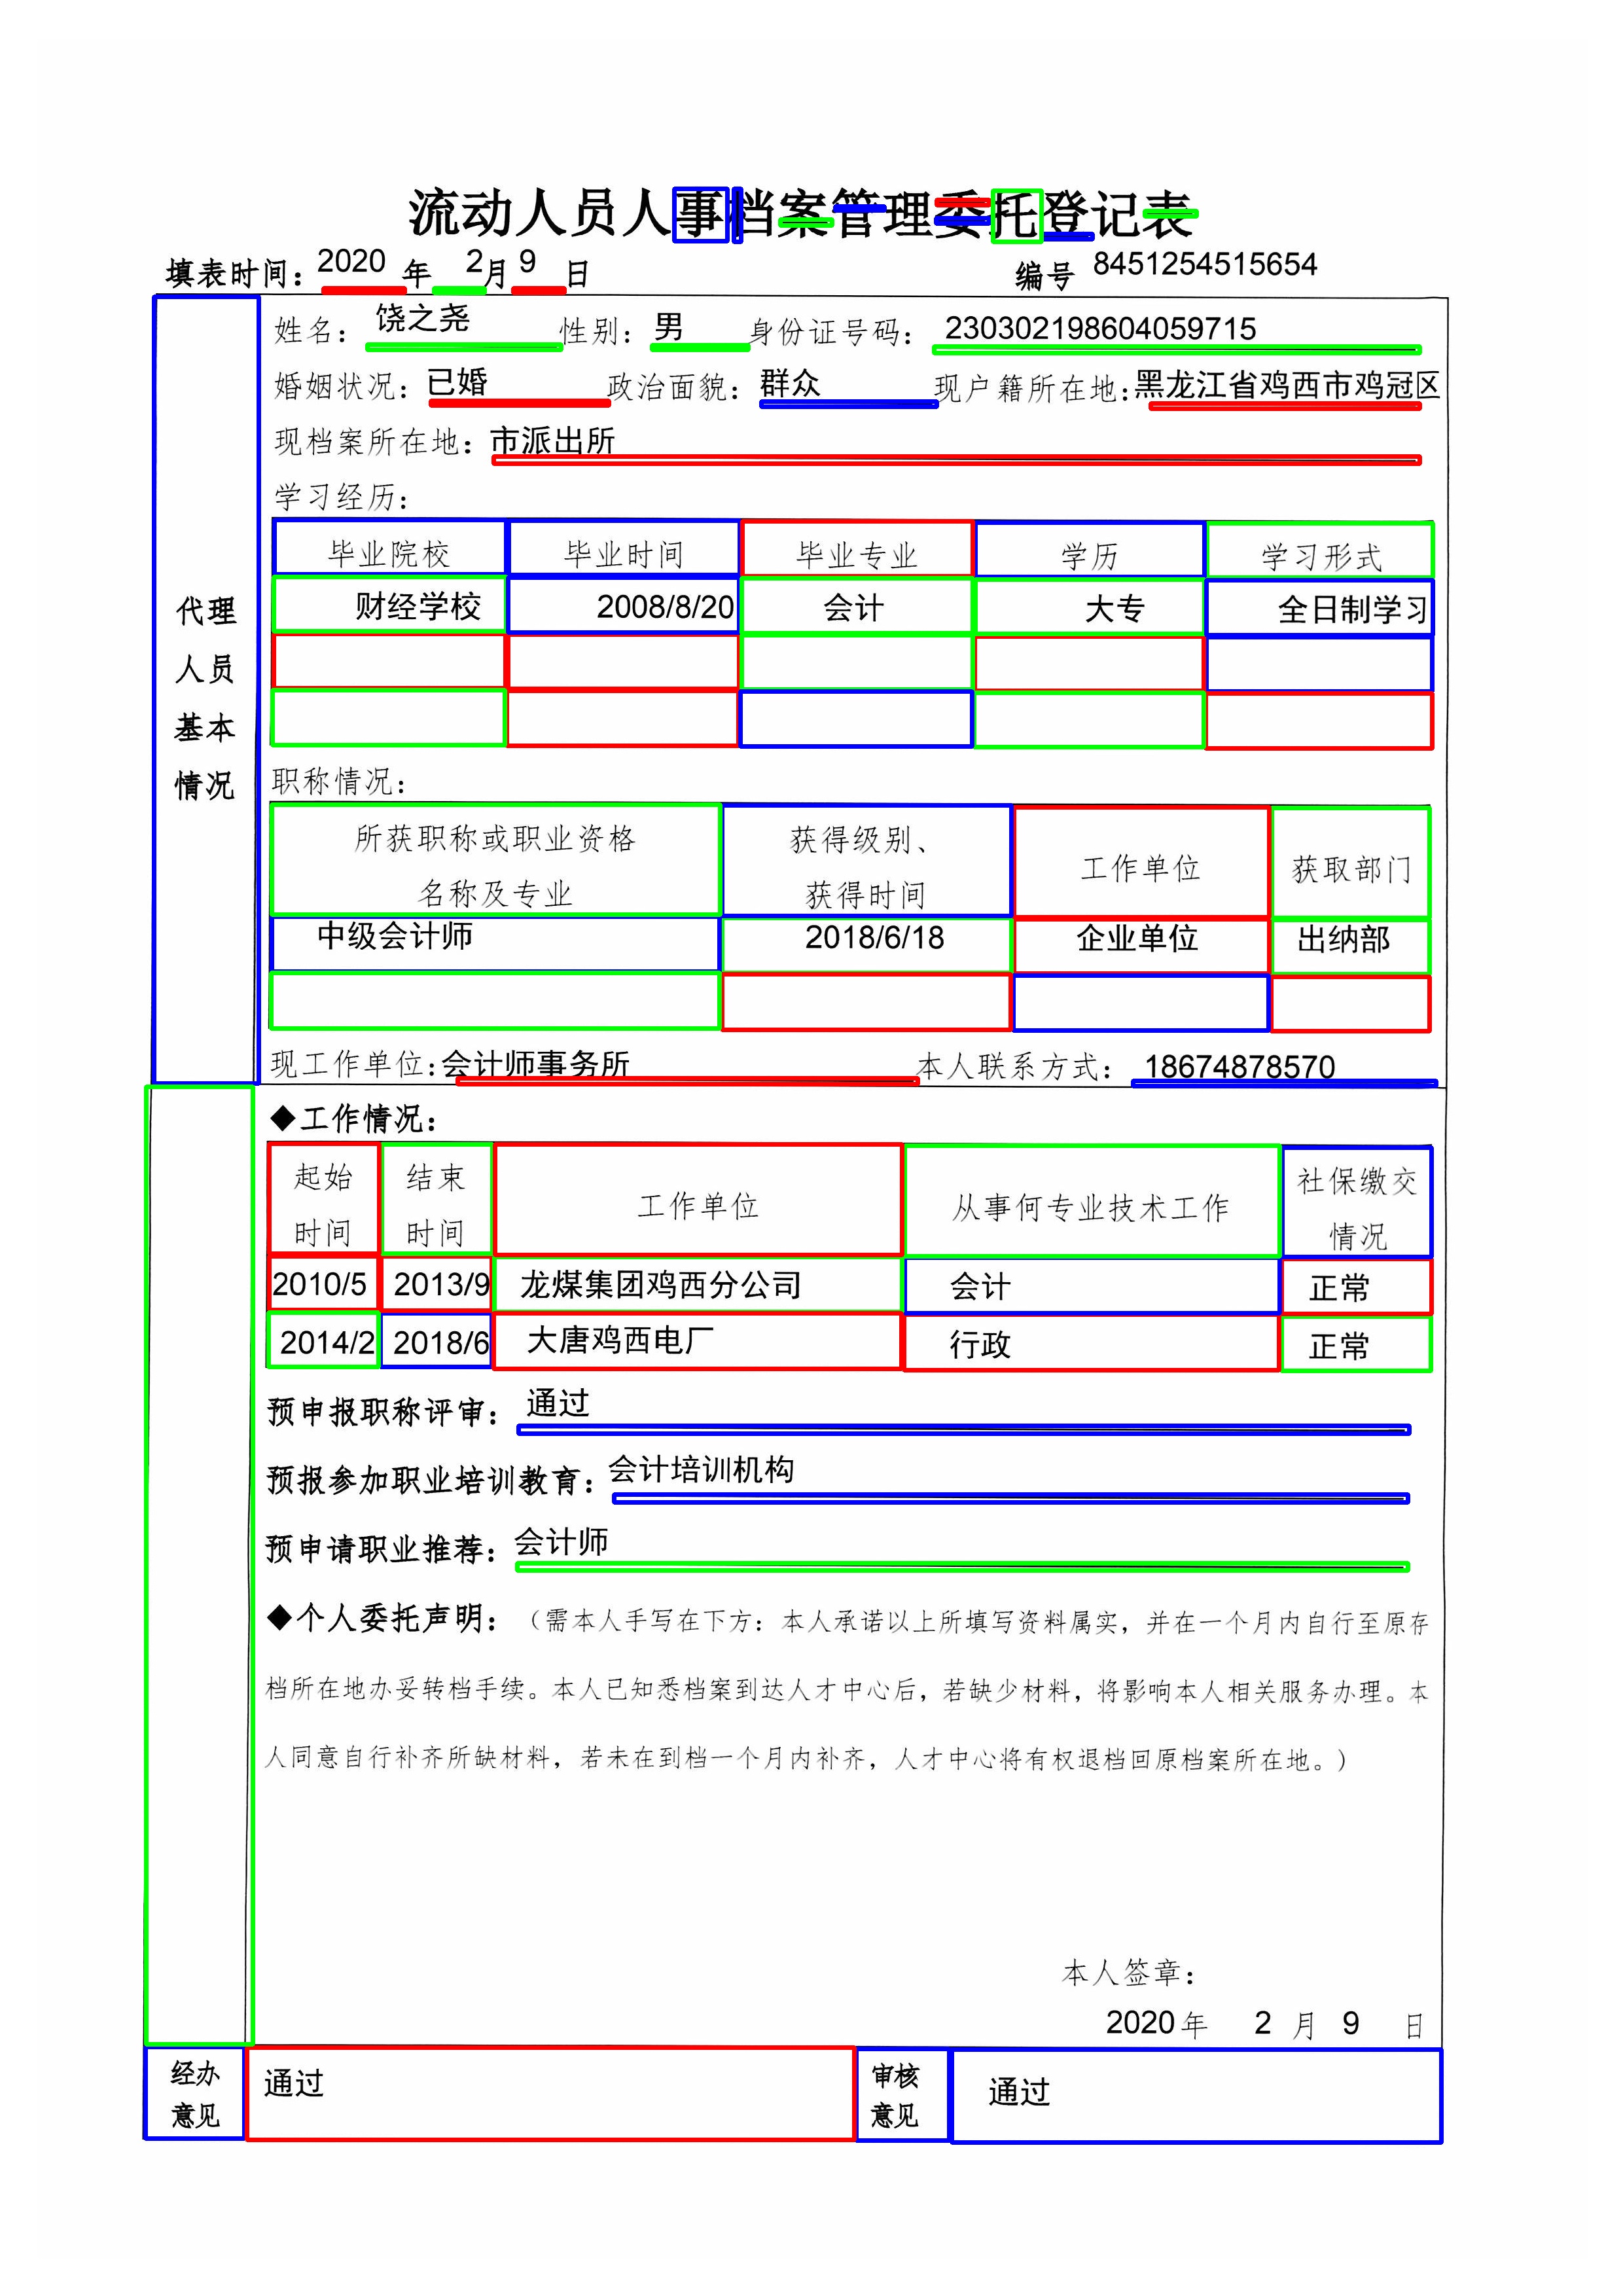 流动人员人事档案管理委托登记表
填表时间：2020 年 2月 9 日 编号 8451254515654
姓名：饶之尧 性别：男 身份证号码：230302198604059715
婚姻状况：已婚 政治面貌：群众 现户籍所在地：黑龙江省鸡西市鸡冠区
现档案所在地：市派出所
学习经历：
毕业院校 毕业时间 毕业专业 学历 学习形式
财经学校 2008/8/20 会计 大专 全日制学习
代理
人员
基本
情况
职称情况：
所获职称或职业资格
名称及专业
获得级别、
获得时间
工作单位 获取部门
中级会计师 2018/6/18 企业单位 出纳部
现工作单位：会计师事务所 本人联系方式：18674878570
◆工作情况：
起始
时间
结束
时间
工作单位 从事何专业技术工作
社保缴交
情况
2010/5 2013/9 龙煤集团鸡西分公司 会计 正常
2014/2 2018/6 大唐鸡西电厂 行政 正常
预申报职称评审：通过
预报参加职业培训教育：会计培训机构
预申请职业推荐：会计师
◆个人委托声明：（需本人手写在下方：本人承诺以上所填写资料属实，并在一个月内自行至原存
档所在地办妥转档手续。本人已知悉档案到达人才中心后，若缺少材料，将影响本人相关服务办理。本
人同意自行补齐所缺材料，若未在到档一个月内补齐，人才中心将有权退档回原档案所在地。）
本人签章：
2020年 2 月 9 日
经办
意见
通过
审核
意见
通过